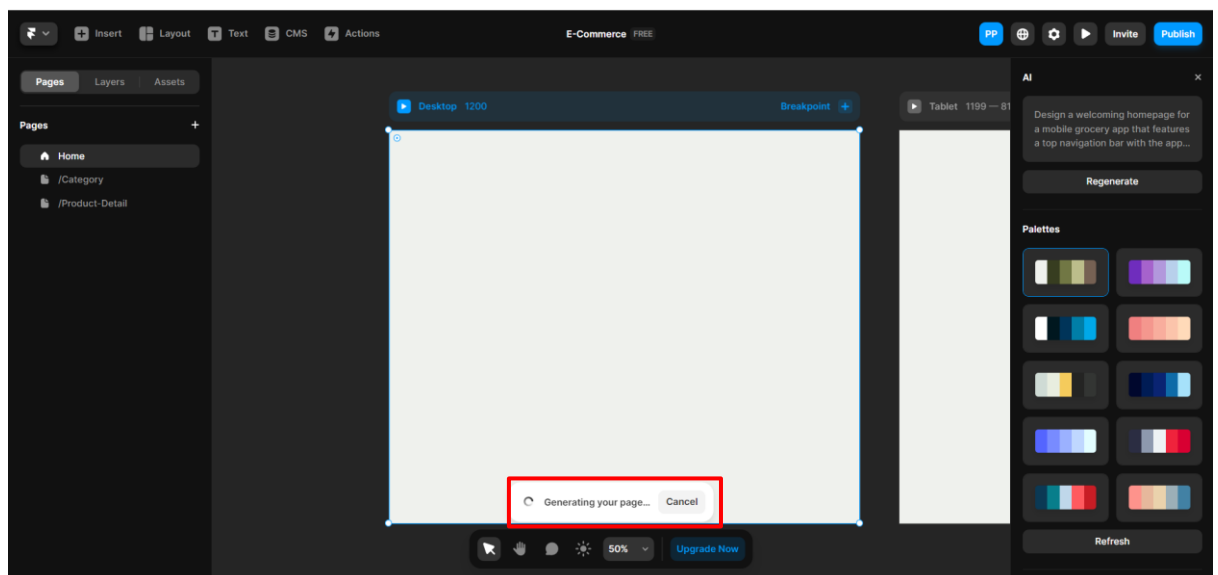 Insert Layout Text CMS Actions
E-Commerce FREE
PP Invite Publish
Pages Layers Assets
Pages +
Home
/Category
/Product-Detail
Desktop 1200 Breakpoint +
Tablet 1199 — 81
Generating your page... Cancel
50% Upgrade Now
AI ×
Design a welcoming homepage for
a mobile grocery app that features
a top navigation bar with the app...
Regenerate
Palettes
Refresh